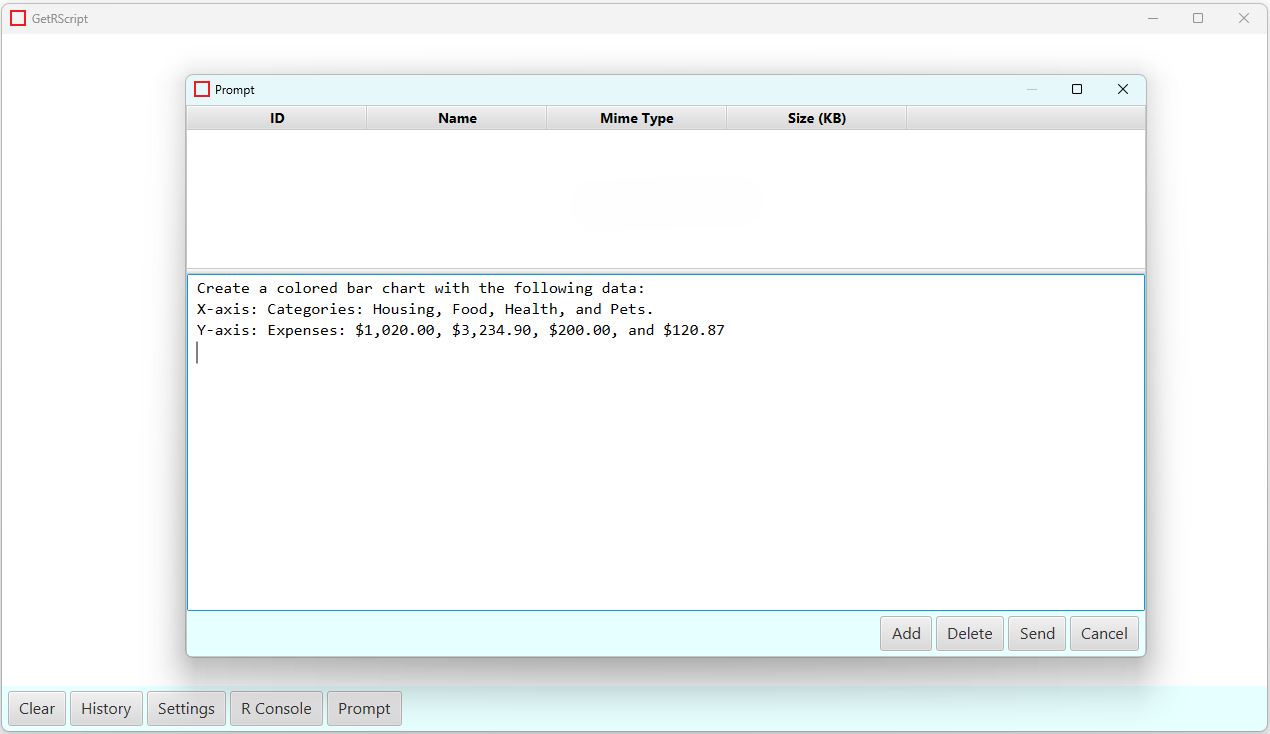 GetRScript
Prompt
ID Name Mime Type Size (KB)
Create a colored bar chart with the following data:
X-axis: Categories: Housing, Food, Health, and Pets.
Y-axis: Expenses: $1,020.00, $3,234.90, $200.00, and $120.87
Add Delete Send Cancel
Clear History Settings R Console Prompt